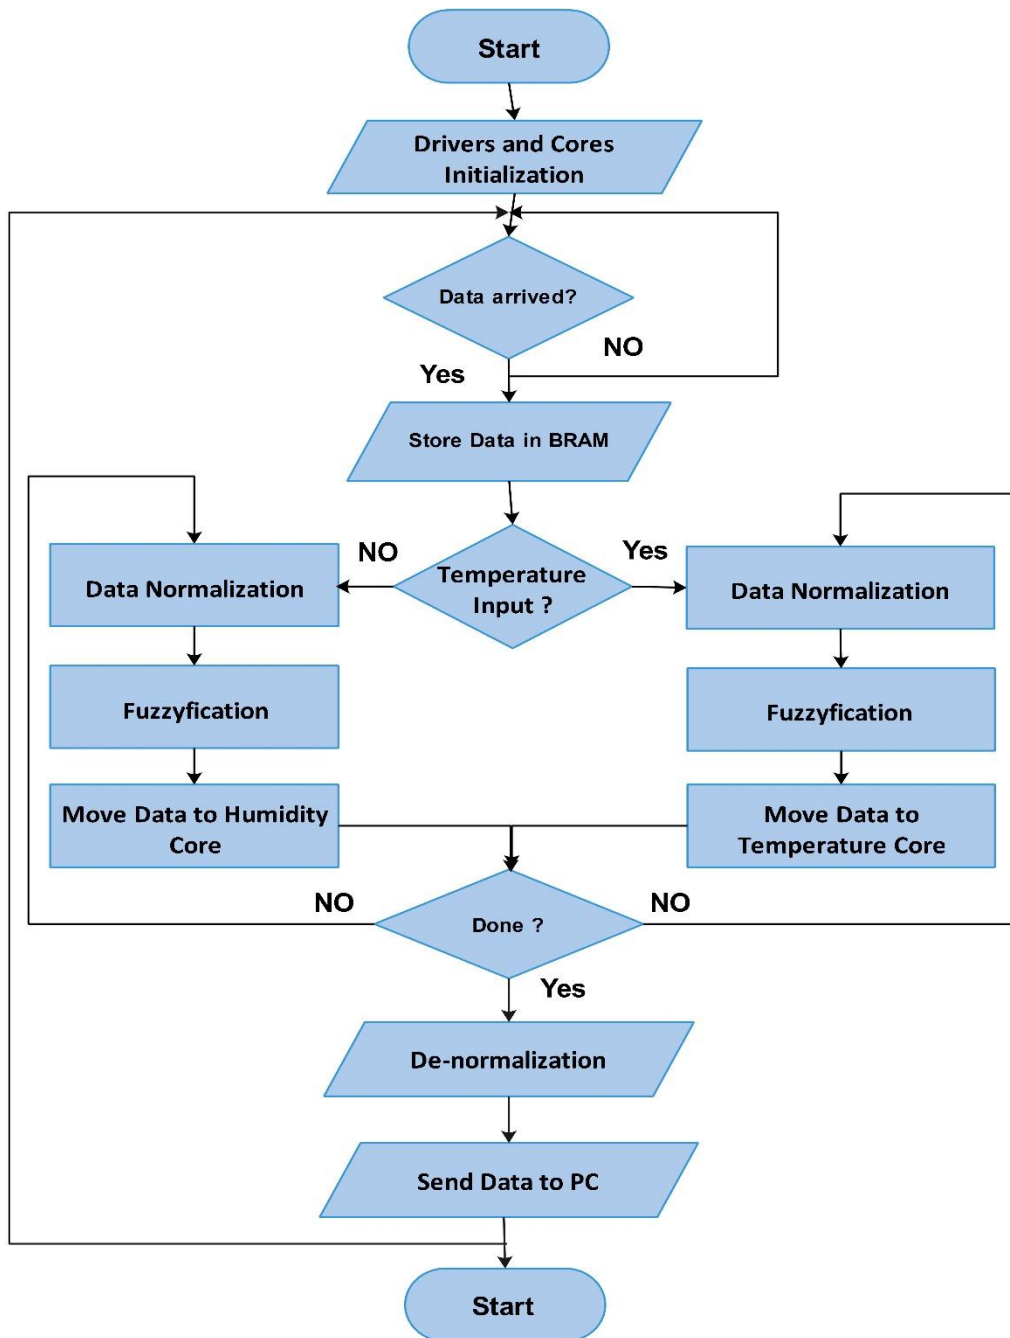 Start
Drivers and Cores
Initialization
Data arrived?
NO
Yes
Store Data in BRAM
NO
Yes
Temperature
Input ?
Data Normalization
Data Normalization
Fuzzyfication
Fuzzyfication
Move Data to Humidity
Core
Move Data to
Temperature Core
NO
NO
Done ?
Yes
De-normalization
Send Data to PC
Start